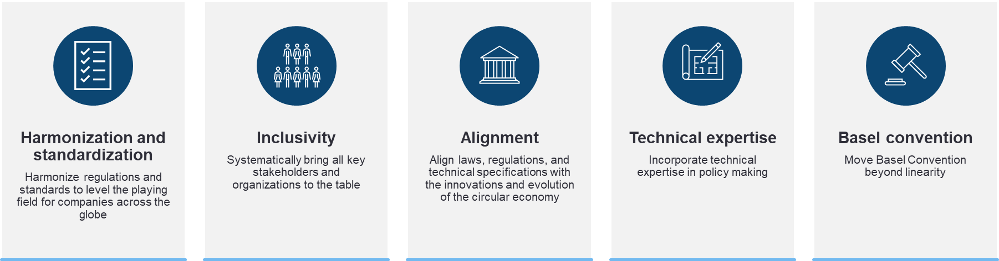 Harmonization and
standardization
Harmonize regulations and
standards to level the playing
field for companies across the
globe
Inclusivity
Systematically bring all key
stakeholders and
organizations to the table
Alignment
Align laws, regulations, and
technical specifications with
the innovations and evolution
of the circular economy
Technical expertise
Incorporate technical
expertise in policy making
Basel convention
Move Basel Convention
beyond linearity